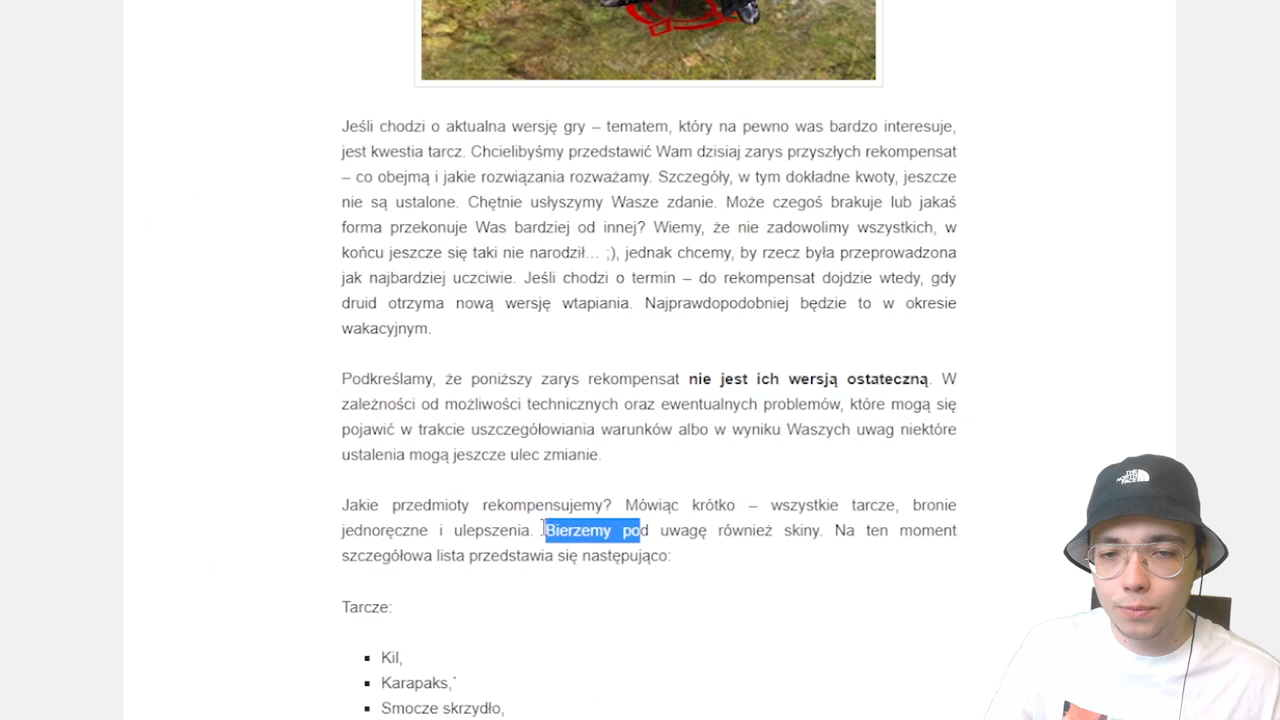 Jeśli chodzi o aktualna wersję gry – tematem, który na pewno was bardzo interesuje,
jest kwestia tarcz. Chcielibyśmy przedstawić Wam dzisiaj zarys przyszłych rekompensat
– co obejmą i jakie rozwiązania rozważamy. Szczegóły, w tym dokładne kwoty, jeszcze
nie są ustalone. Chętnie usłyszymy Wasze zdanie. Może czegoś brakuje lub jakaś
forma przekonuje Was bardziej od innej? Wiemy, że nie zadowolimy wszystkich, w
końcu jeszcze się taki nie narodził... ;), jednak chcemy, by rzecz była przeprowadzona
jak najbardziej uczciwie. Jeśli chodzi o termin – do rekompensat dojdzie wtedy, gdy
druid otrzyma nową wersję wtapiania. Najprawdopodobniej będzie to w okresie
wakacyjnym.
Podkreślamy, że poniższy zarys rekompensat nie jest ich wersją ostateczną. W
zależności od możliwości technicznych oraz ewentualnych problemów, które mogą się
pojawić w trakcie uszczegółowiania warunków albo w wyniku Waszych uwag niektóre
ustalenia mogą jeszcze ulec zmianie.
Jakie przedmioty rekompensujemy? Mówiąc krótko – wszystkie tarcze, bronie
jednoręczne i ulepszenia. Bierzemy pod uwagę również skiny. Na ten moment
szczegółowa lista przedstawia się następująco:
Tarcze:
Kil,
Karapaks,`
Smocze skrzydło,
THE NORTH FACE